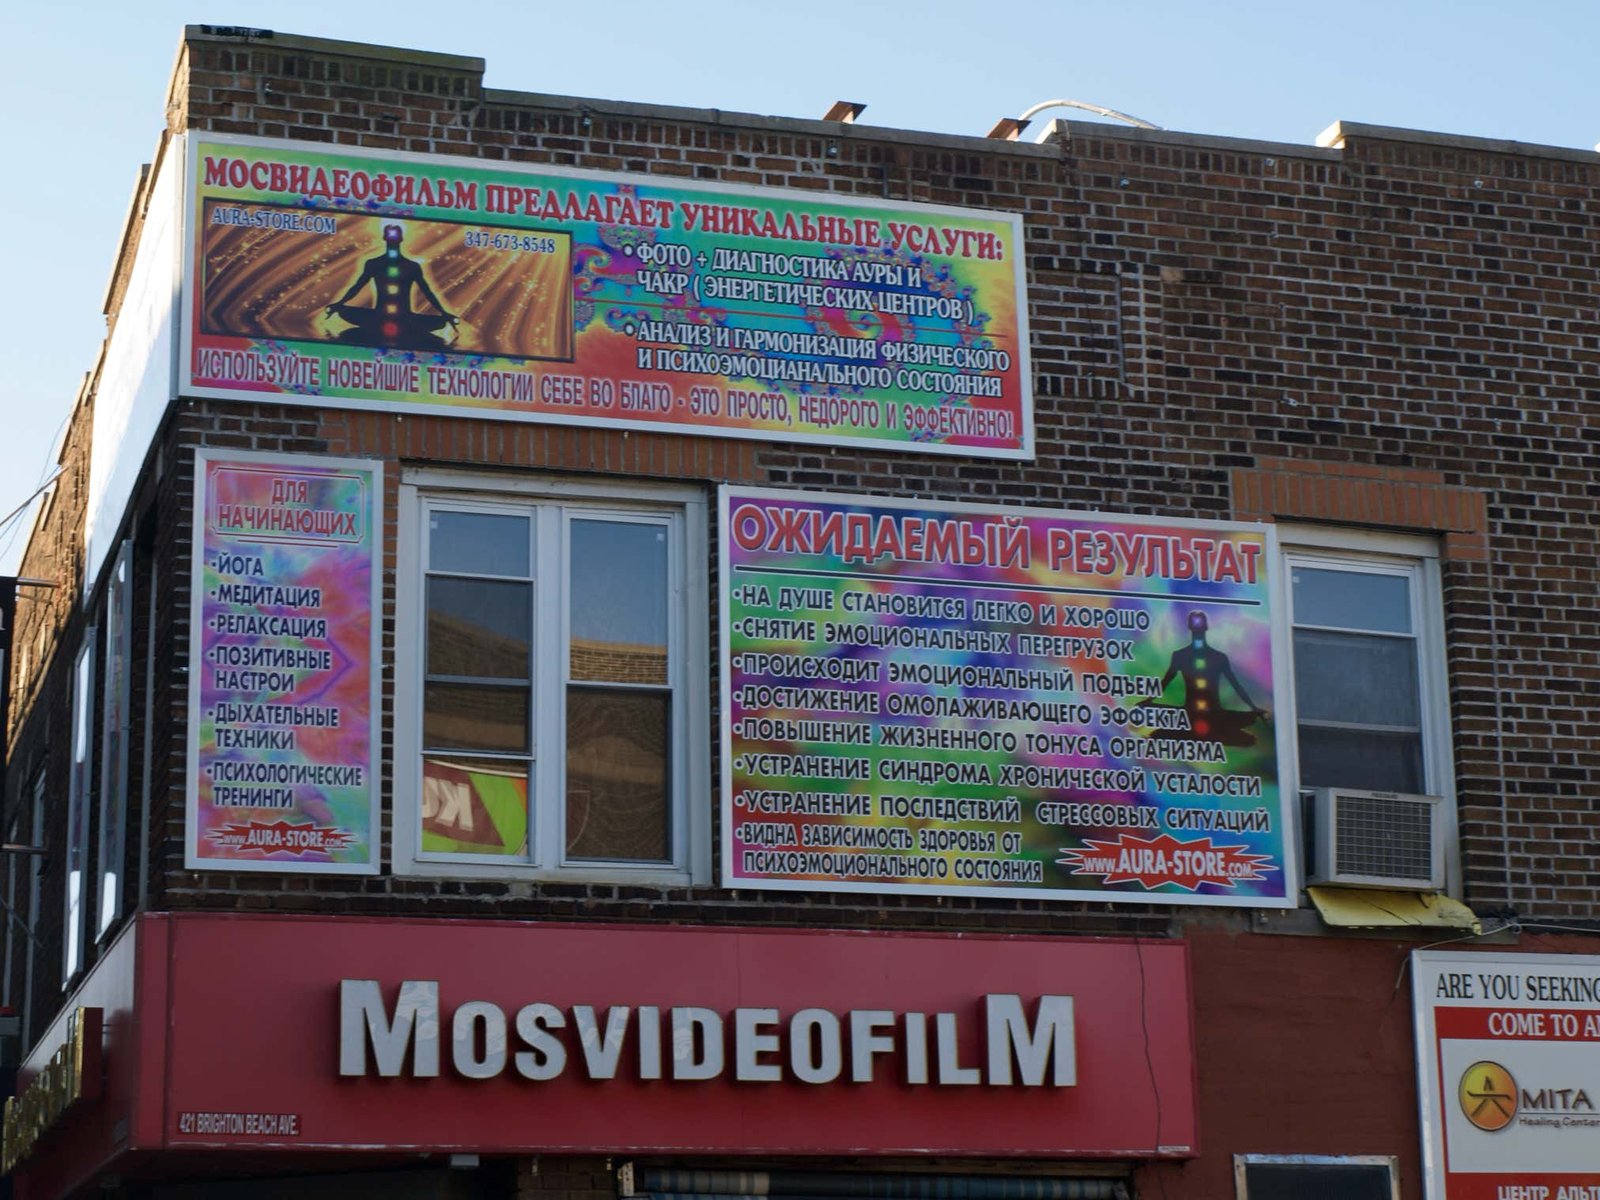 МОСВИДЕОФИЛЬМ ПРЕДЛАГАЕТ УНИКАЛЬНЫЕ УСЛУГИ:
AURA-STORE.COM
347-673-8548
• ФОТО + ДИАГНОСТИКА АУРЫ И
ЧАКР ( ЭНЕРГЕТИЧЕСКИХ ЦЕНТРОВ )
• АНАЛИЗ И ГАРМОНИЗАЦИЯ ФИЗИЧЕСКОГО
И ПСИХОЭМОЦИАНАЛЬНОГО СОСТОЯНИЯ
ИСПОЛЬЗУЙТЕ НОВЕЙШИЕ ТЕХНОЛОГИИ СЕБЕ ВО БЛАГО - ЭТО ПРОСТО, НЕДОРОГО И ЭФФЕКТИВНО!
ДЛЯ
НАЧИНАЮЩИХ
•ЙОГА
•МЕДИТАЦИЯ
•РЕЛАКСАЦИЯ
•ПОЗИТИВНЫЕ
НАСТРОИ
•ДЫХАТЕЛЬНЫЕ
ТЕХНИКИ
•ПСИХОЛОГИЧЕСКИЕ
ТРЕНИНГИ
www.AURA-STORE.com
ОЖИДАЕМЫЙ РЕЗУЛЬТАТ
•НА ДУШЕ СТАНОВИТСЯ ЛЕГКО И ХОРОШО
•СНЯТИЕ ЭМОЦИОНАЛЬНЫХ ПЕРЕГРУЗОК
•ПРОИСХОДИТ ЭМОЦИОНАЛЬНЫЙ ПОДЪЕМ
•ДОСТИЖЕНИЕ ОМОЛАЖИВАЮЩЕГО ЭФФЕКТА
•ПОВЫШЕНИЕ ЖИЗНЕННОГО ТОНУСА ОРГАНИЗМА
•УСТРАНЕНИЕ СИНДРОМА ХРОНИЧЕСКОЙ УСТАЛОСТИ
•УСТРАНЕНИЕ ПОСЛЕДСТВИЙ СТРЕССОВЫХ СИТУАЦИЙ
•ВИДНА ЗАВИСИМОСТЬ ЗДОРОВЬЯ ОТ
ПСИХОЭМОЦИОНАЛЬНОГО СОСТОЯНИЯ
www.AURA-STORE.com
MOSVIDEOFILM
421 BRIGHTON BEACH AVE.
ARE YOU SEEKING
COME TO
MITA
Healing Center
ЦЕНТР